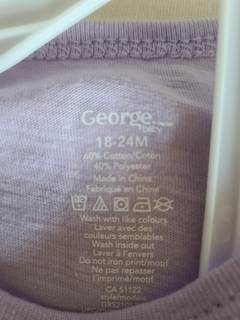 George.
baby
18-24M
60% Cotton/Coton
40% Polyester
Made in China
Fabriqué en Chine
Wash with like colours
Laver avec des
couleurs semblables
Wash inside out
Laver à l'envers
Do not iron print/motif
Ne pas repasser
l'imprimé/motif
CA 51122
style/modèle